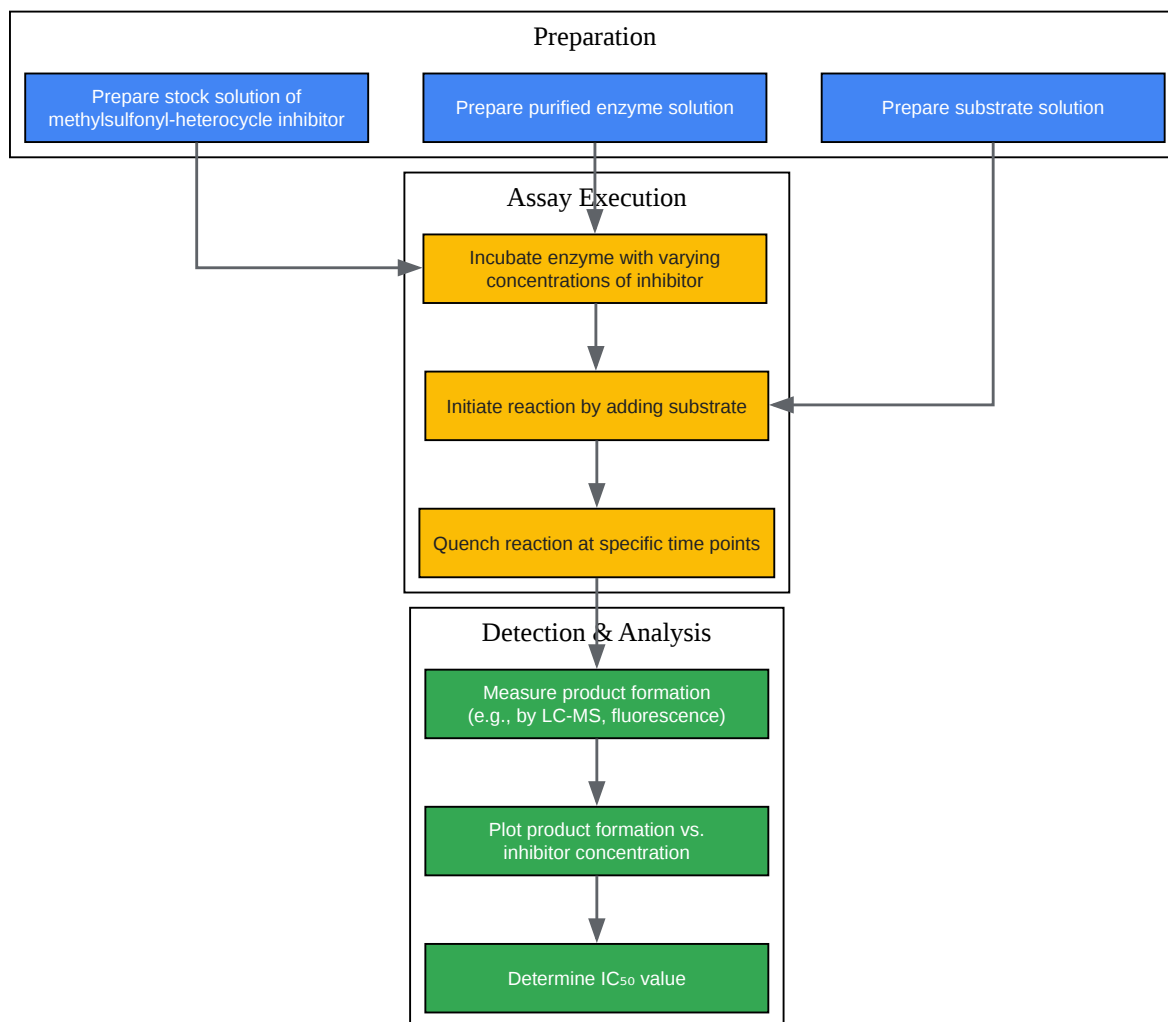 Preparation
Prepare stock solution of
methylsulfonyl-heterocycle inhibitor
Prepare purified enzyme solution
Prepare substrate solution
Assay Execution
Incubate enzyme with varying
concentrations of inhibitor
Initiate reaction by adding substrate
Quench reaction at specific time points
Detection & Analysis
Measure product formation
(e.g., by LC-MS, fluorescence)
Plot product formation vs.
inhibitor concentration
Determine IC₅₀ value